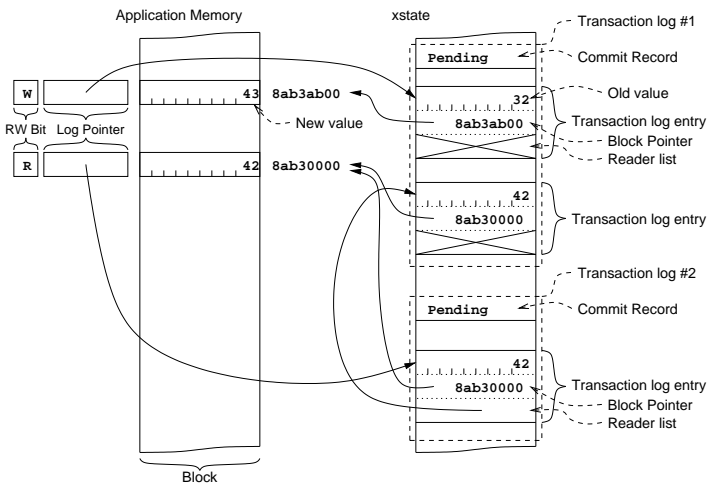 Application Memory
xstate
Transaction log #1
Pending
Commit Record
W
43
8ab3ab00
32
Old value
RW Bit
Log Pointer
New value
8ab3ab00
Transaction log entry
Block Pointer
Reader list
R
42
8ab30000
42
8ab30000
Transaction log entry
Transaction log #2
Pending
Commit Record
42
8ab30000
Transaction log entry
Block Pointer
Reader list
Block